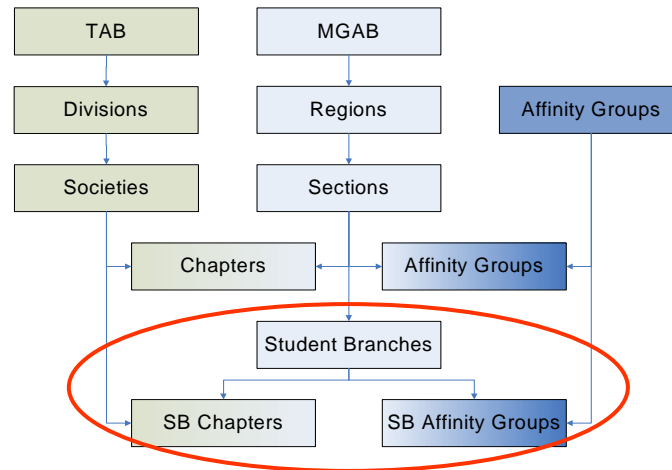 TAB
MGAB
Divisions
Regions
Affinity Groups
Societies
Sections
Chapters
Affinity Groups
Student Branches
SB Chapters
SB Affinity Groups